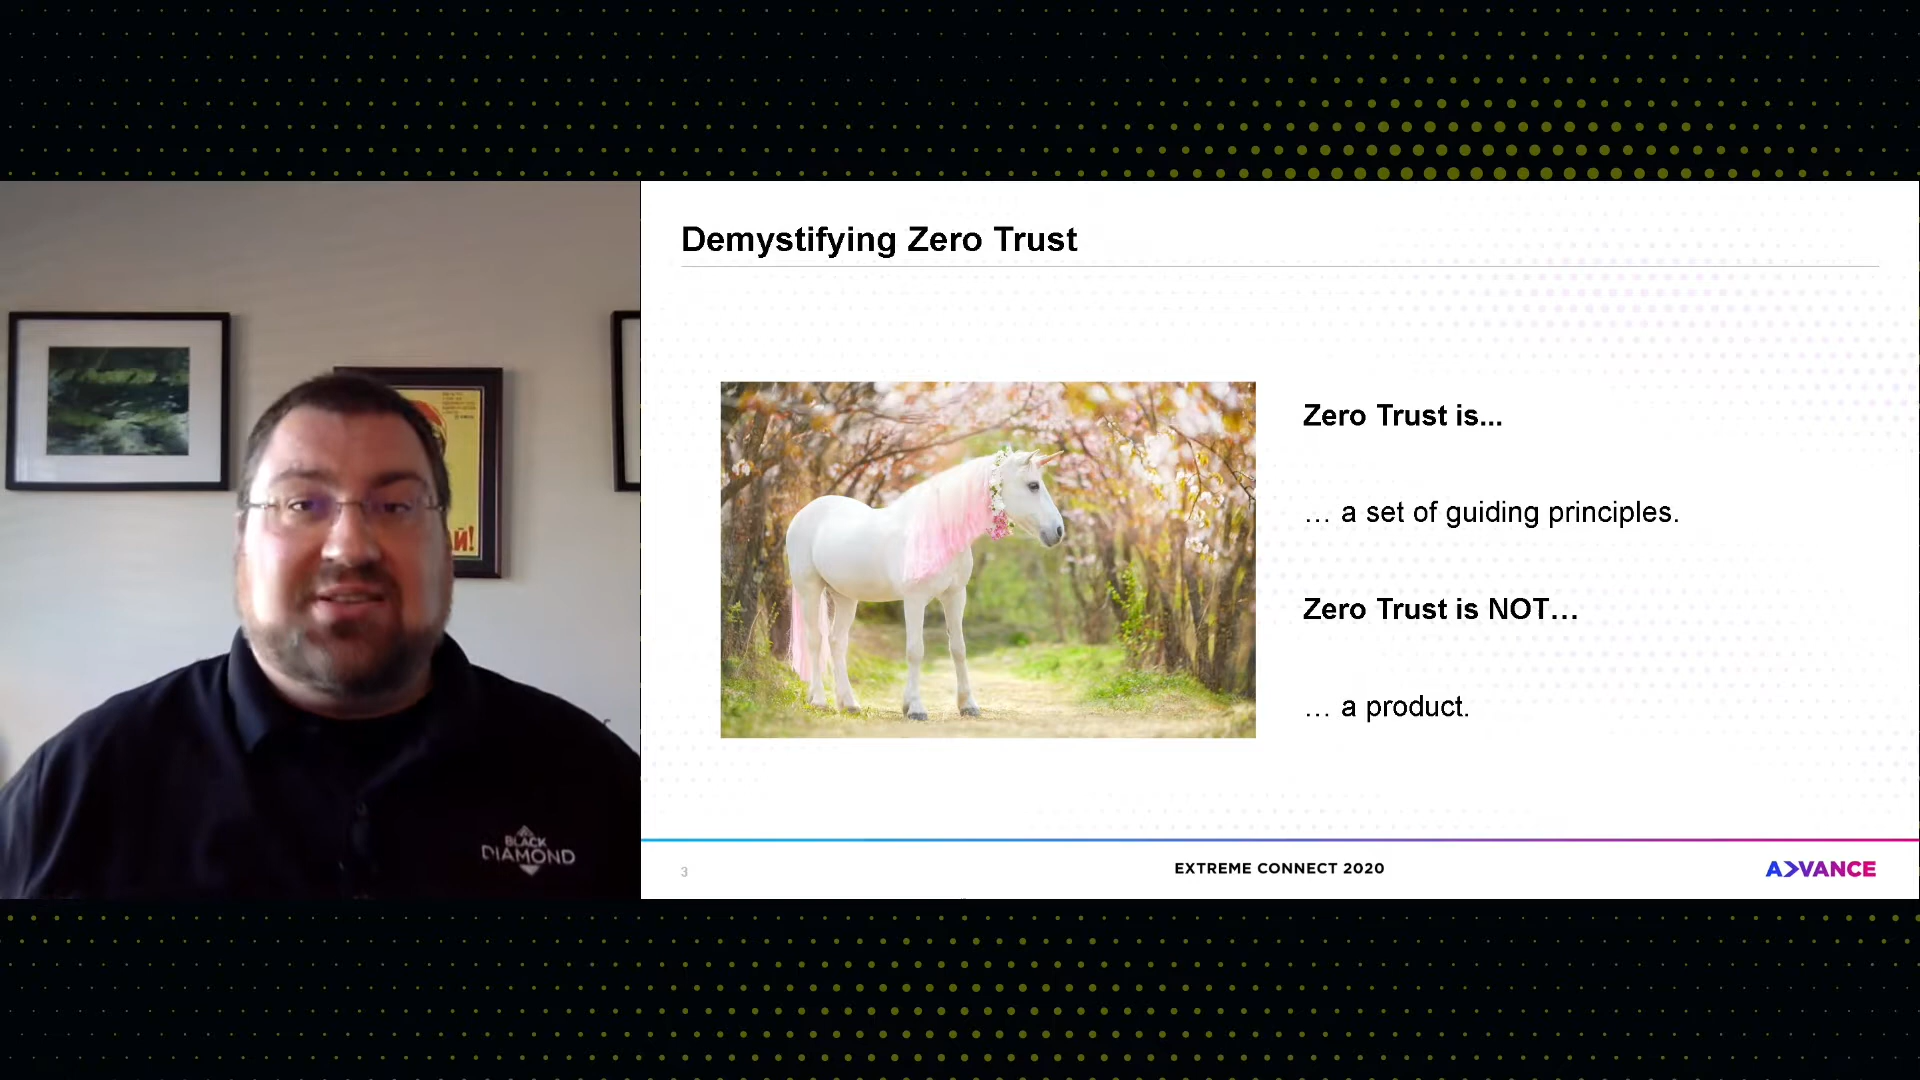 Demystifying Zero Trust
Zero Trust is...
... a set of guiding principles.
Zero Trust is NOT...
... a product.
Й!
BLACK
DIAMOND
3
EXTREME CONNECT 2020
ADVANCE